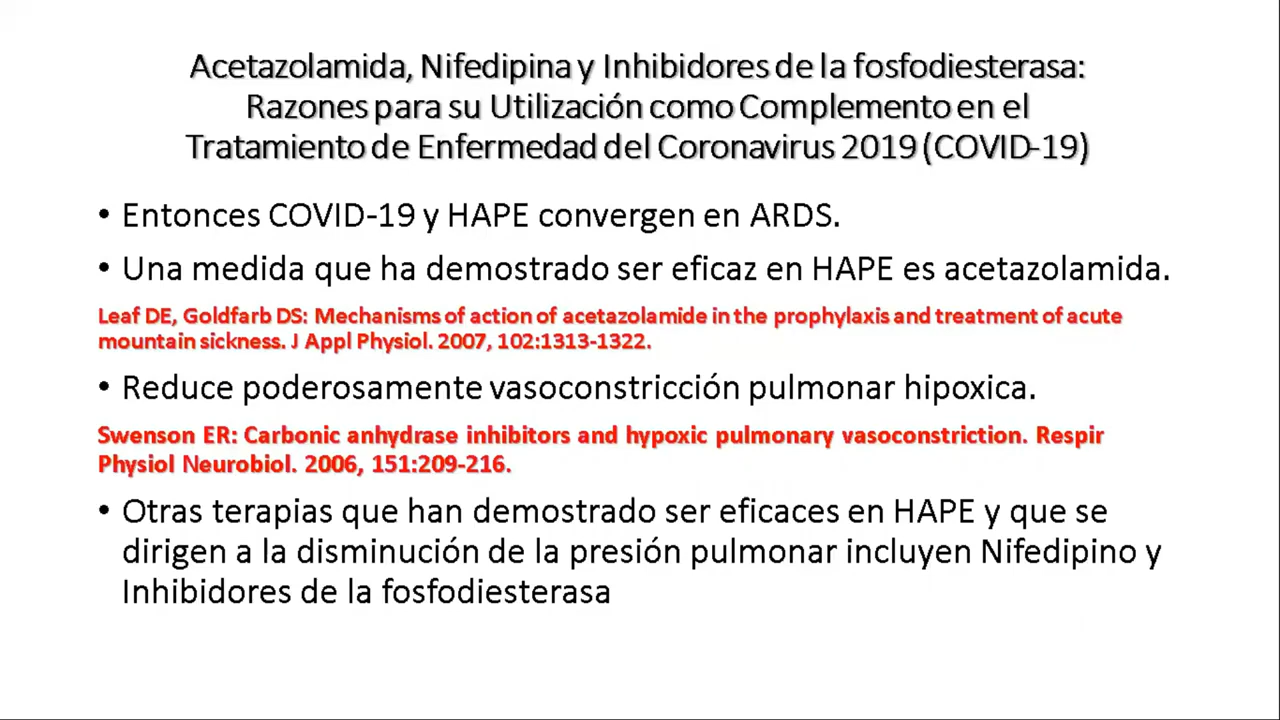 Acetazolamida, Nifedipina y Inhibidores de la fosfodiesterasa:
Razones para su Utilización como Complemento en el
Tratamiento de Enfermedad del Coronavirus 2019 (COVID-19)
• Entonces COVID-19 y HAPE convergen en ARDS.
• Una medida que ha demostrado ser eficaz en HAPE es acetazolamida.
Leaf DE, Goldfarb DS: Mechanisms of action of acetazolamide in the prophylaxis and treatment of acute
mountain sickness. J Appl Physiol. 2007, 102:1313-1322.
• Reduce poderosamente vasoconstricción pulmonar hipoxica.
Swenson ER: Carbonic anhydrase inhibitors and hypoxic pulmonary vasoconstriction. Respir
Physiol Neurobiol. 2006, 151:209-216.
• Otras terapias que han demostrado ser eficaces en HAPE y que se
dirigen a la disminución de la presión pulmonar incluyen Nifedipino y
Inhibidores de la fosfodiesterasa